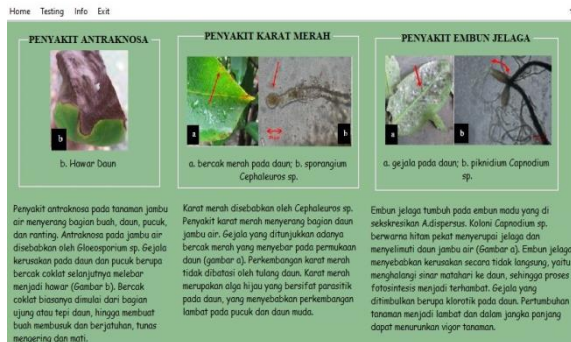 Home Testing Info Exit
PENYAKIT ANTRAKNOSA
b
b. Hawar Daun
Penyakit antraknosa pada tanaman jambu
air menyerang bagian buah, daun, pucuk,
dan ranting. Antraknosa pada jambu air
disebabkan oleh Gloeosporium sp. Gejala
kerusakan pada daun dan pucuk berupa
bercak coklat selanjutnya melebar
menjadi hawar (Gambar b). Bercak
coklat biasanya dimulai dari bagian
ujung atau tepi daun, hingga membuat
buah membusuk dan berjatuhan, tunas
mengering dan mati.
PENYAKIT KARAT MERAH
a
b
a. bercak merah pada daun; b. sporangium
Cephaleuros sp.
Karat merah disebabkan oleh Cephaleuros sp.
Penyakit karat merah menyerang bagian daun
jambu air. Gejala yang ditunjukkan adanya
bercak merah yang menyebar pada permukaan
daun (gambar a). Perkembangan karat merah
tidak dibatasi oleh tulang daun. Karat merah
merupakan alga hijau yang bersifat parasitik
pada daun, yang menyebabkan perkembangan
lambat pada pucuk dan daun muda.
PENYAKIT EMBUN JELAGA
a
b
a. gejala pada daun; b. piknidium Capnodium
sp.
Embun jelaga tumbuh pada embun madu yang di
sekskresikan A.dispersus. Koloni Capnodium sp.
berwarna hitam pekat menyerupai jelaga dan
menyelimuti daun jambu air (Gambar a). Embun jelaga
menyebabkan kerusakan secara tidak langsung, yaitu
menghalangi sinar matahari ke daun, sehingga proses
fotosintesis menjadi terhambat. Gejala yang
ditimbulkan berupa klorotik pada daun. Pertumbuhan
tanaman menjadi lambat dan dalam jangka panjang
dapat menurunkan vigor tanaman.